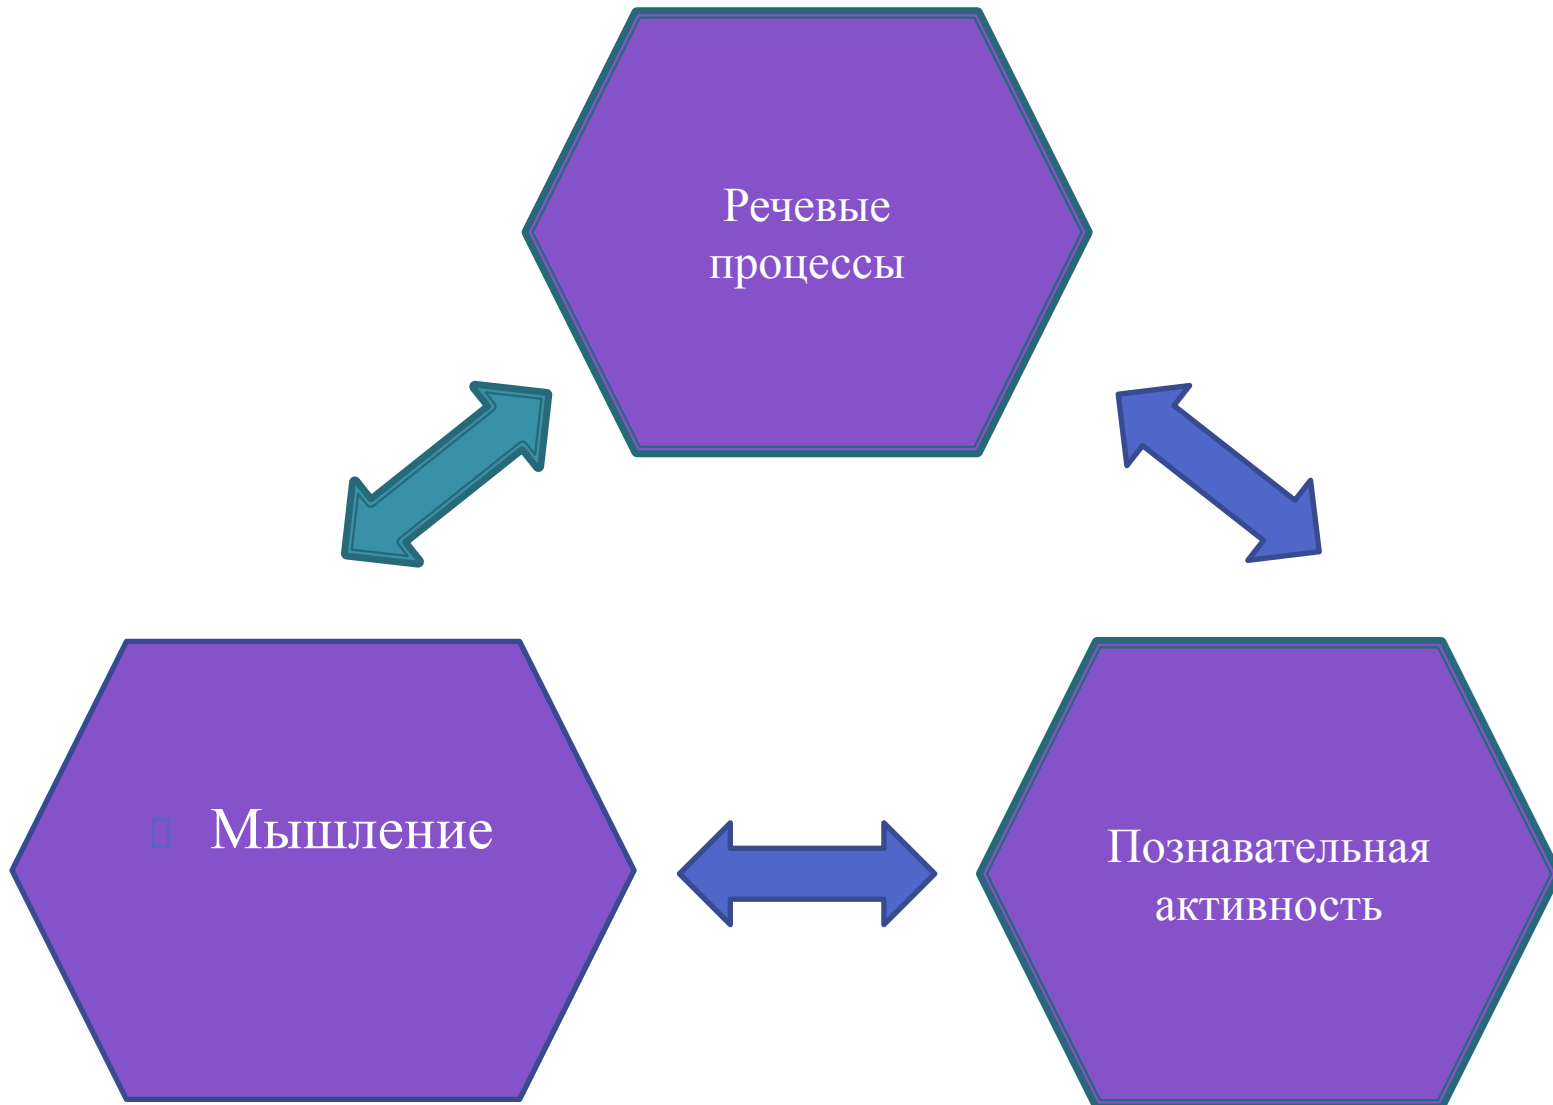 Речевые
процессы
Мышление
Познавательная
активность